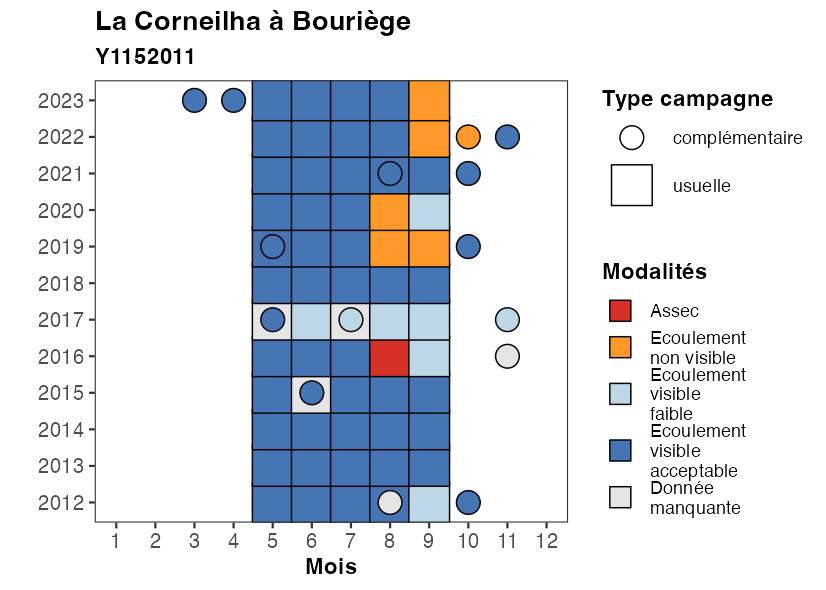 La Corneilha à Bouriège
Y1152011
2023
2022
2021
2020
2019
2018
2017
2016
2015
2014
2013
2012
1 2 3 4 5 6 7 8 9 10 11 12
Mois
Type campagne
complémentaire
usuelle
Modalités
Assec
Ecoulement
non visible
Ecoulement
visible
faible
Ecoulement
visible
acceptable
Donnée
manquante